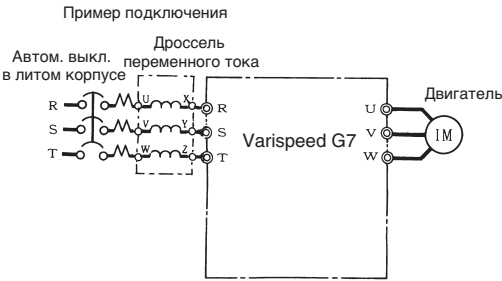 Пример подключения
Автом. выкл.
в литом корпусе
Дроссель
переменного тока
Двигатель
R U X R U
S V Y S Varispeed G7 V IM
T W Z T W